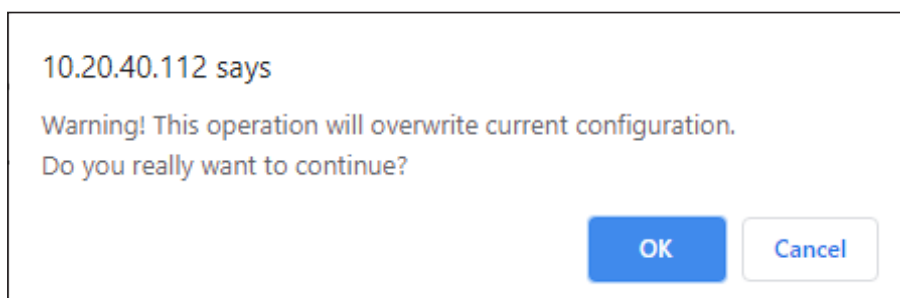 10.20.40.112 says
Warning! This operation will overwrite current configuration.
Do you really want to continue?
OK
Cancel